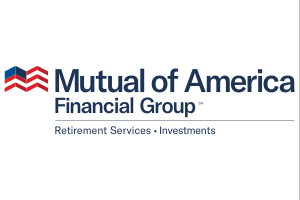 Mutual of America
Financial Group℠
Retirement Services • Investments